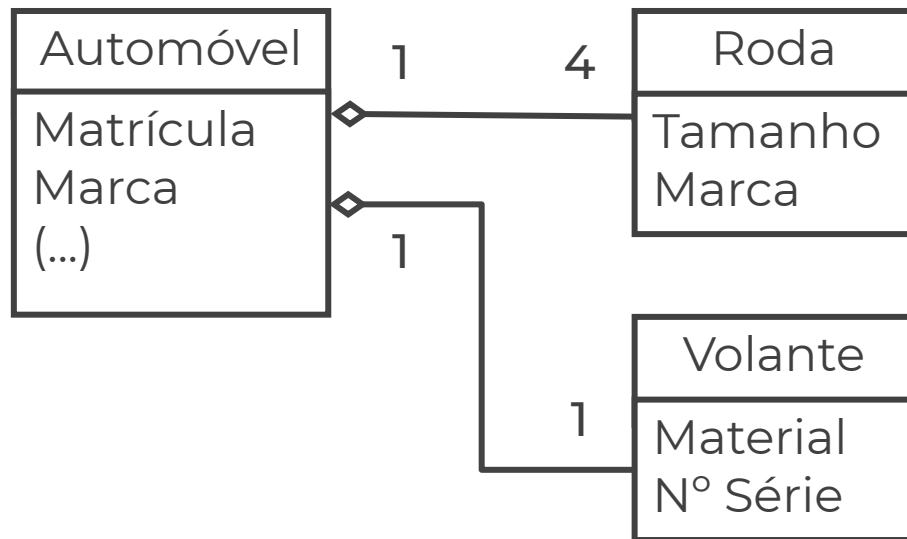 Automóvel
Matrícula
Marca
(...)
1
4
1
1
Roda
Tamanho
Marca
Volante
Material
Nº Série